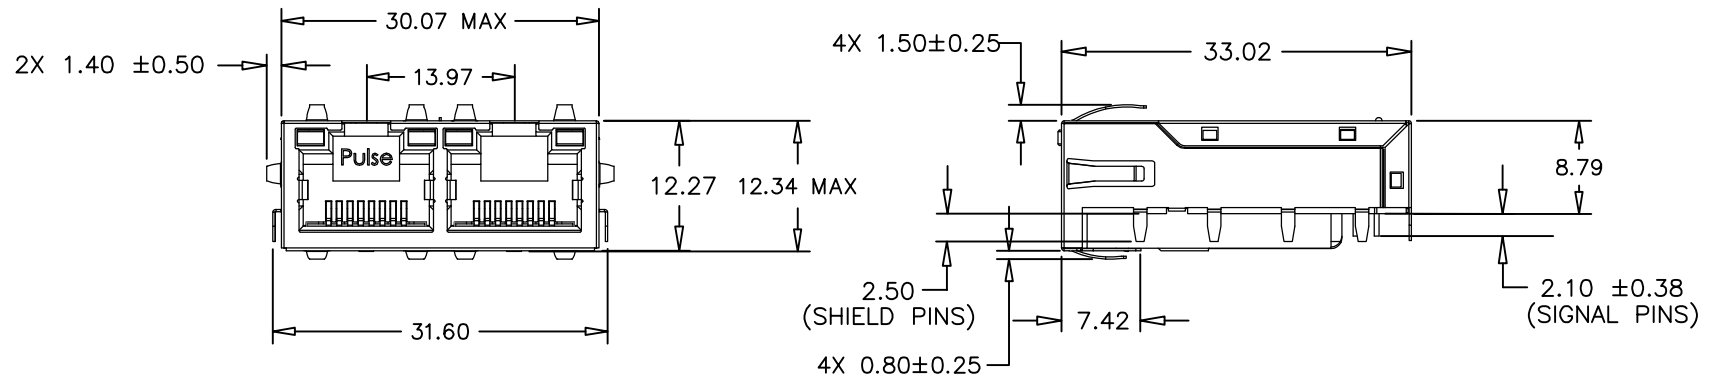 30.07 MAX
2X 1.40 ±0.50
13.97
Pulse
12.27
12.34 MAX
31.60
4X 1.50±0.25
33.02
8.79
2.50
(SHIELD PINS)
7.42
4X 0.80±0.25
2.10 ±0.38
(SIGNAL PINS)